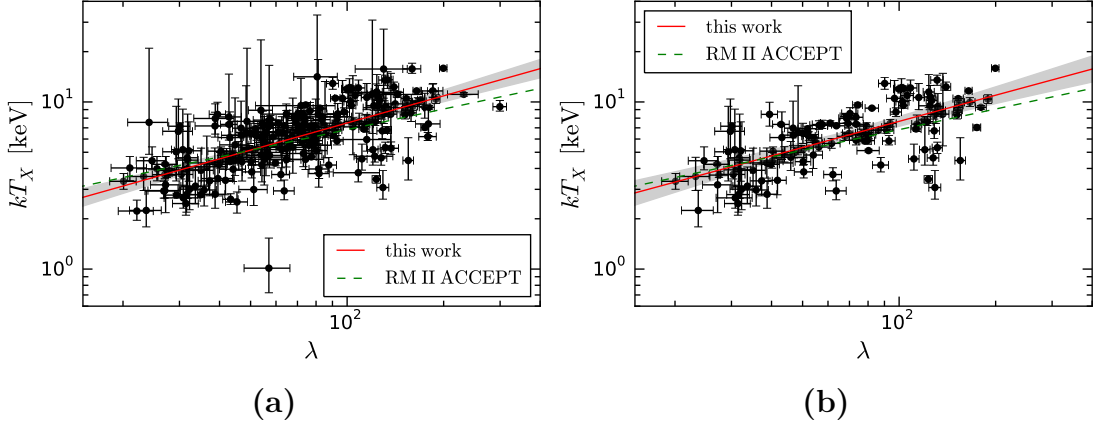 kT_X [keV]
10^1
10^0
10^2
λ
this work
RM II ACCEPT
(a)
kT_X [keV]
10^1
10^0
10^2
λ
this work
RM II ACCEPT
(b)